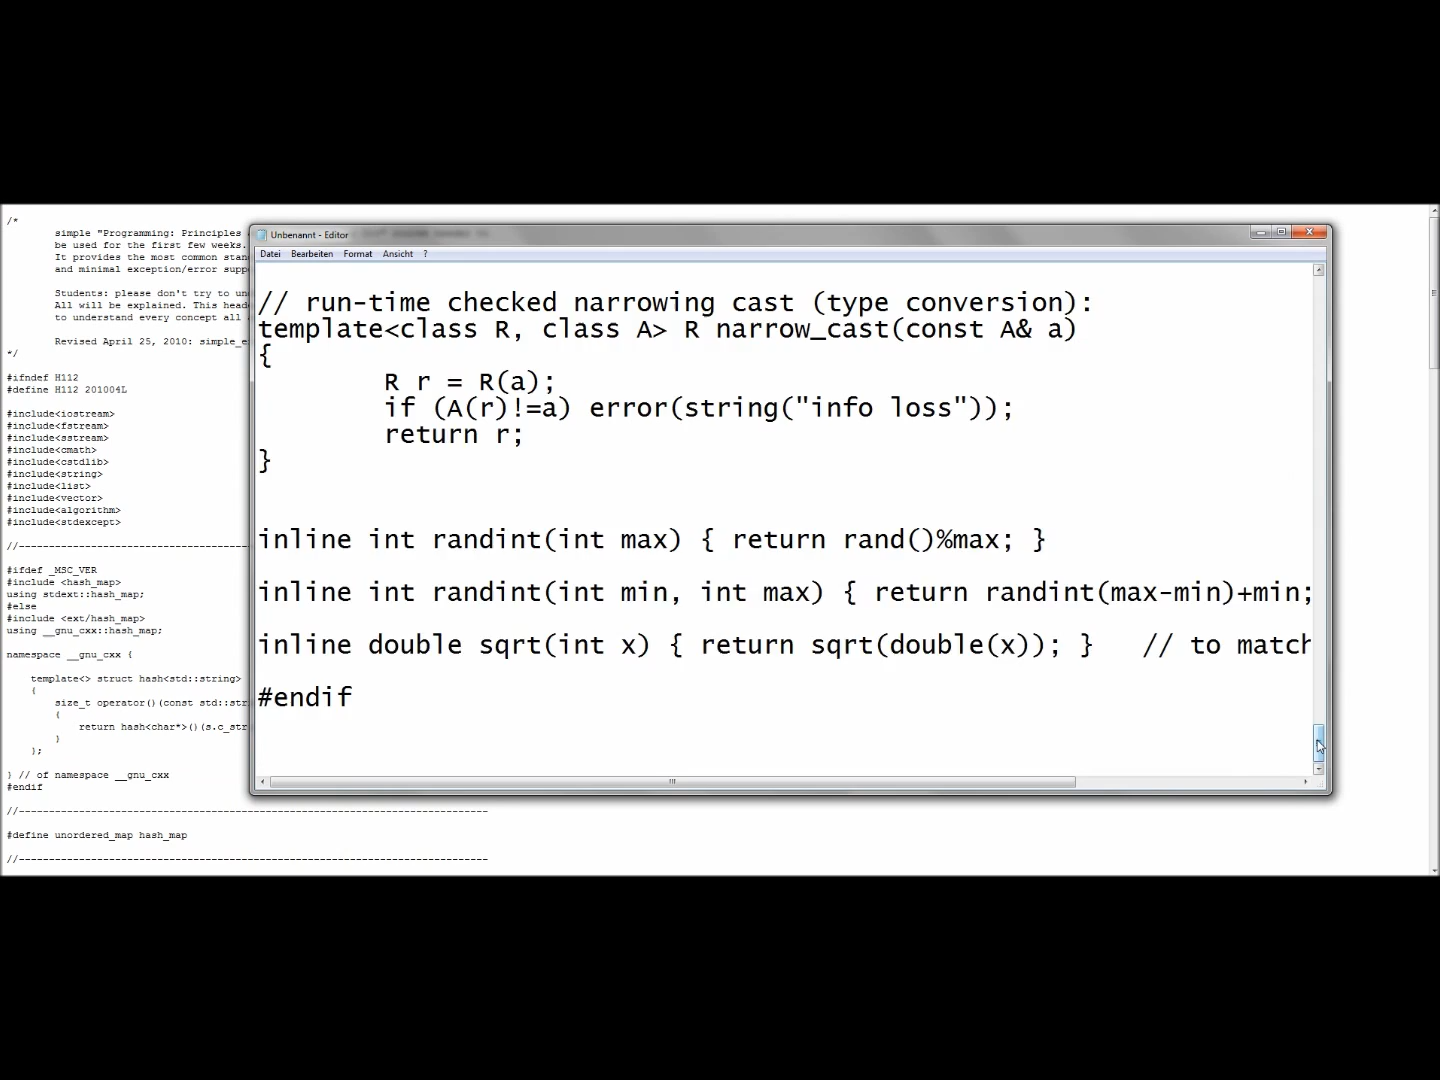 /*
simple "Programming: Principles
be used for the first few weeks.
It provides the most common stan
and minimal exception/error supp
Students: please don't try to un
All will be explained. This head
to understand every concept all
Revised April 25, 2010: simple_e
*/
#ifndef H112
#define H112 201004L
#include<iostream>
#include<fstream>
#include<sstream>
#include<cmath>
#include<cstdlib>
#include<string>
#include<list>
#include<vector>
#include<algorithm>
#include<stdexcept>
//---------------------------------------
#ifdef _MSC_VER
#include <hash_map>
using stdext::hash_map;
#else
#include <ext/hash_map>
using __gnu_cxx::hash_map;
namespace __gnu_cxx {
template<> struct hash<std::string>
{
size_t operator()(const std::str
{
return hash<char*>()(s.c_str
}
};
} // of namespace __gnu_cxx
#endif
//------------------------------------------------------------------------------
#define unordered_map hash_map
//------------------------------------------------------------------------------
Unbenannt - Editor
Datei Bearbeiten Format Ansicht ?
// run-time checked narrowing cast (type conversion):
template<class R, class A> R narrow_cast(const A& a)
{
R r = R(a);
if (A(r)!=a) error(string("info loss"));
return r;
}
inline int randint(int max) { return rand()%max; }
inline int randint(int min, int max) { return randint(max-min)+min;
inline double sqrt(int x) { return sqrt(double(x)); } // to match
#endif